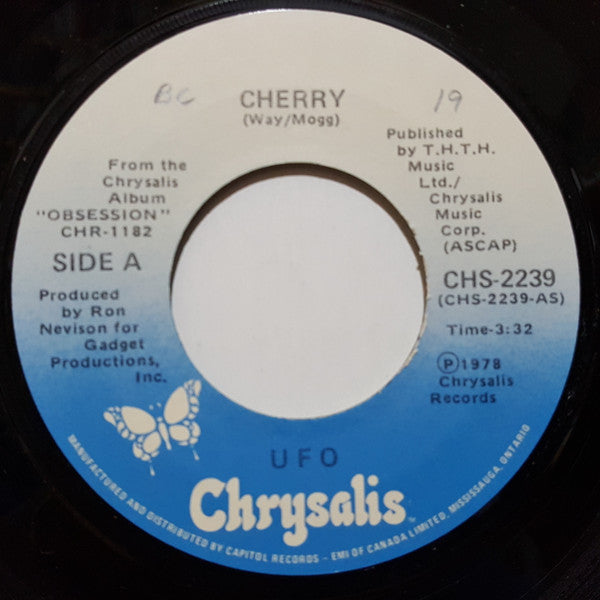 BC
CHERRY
19
(Way/Mogg)
From the
Chrysalis
Album
"OBSESSION"
CHR-1182
SIDE A
Produced
by Ron
Nevison for
Gadget
Productions,
Inc.
Published
by T.H.T.H.
Music
Ltd./
Chrysalis
Music
Corp.
(ASCAP)
CHS-2239
(CHS-2239-AS)
Time-3:32
Ⓟ1978
Chrysalis
Records
UFO
Chrysalis™
MANUFACTURED AND DISTRIBUTED BY CAPITOL RECORDS - EMI OF CANADA LIMITED, MISSISSAUGA, ONTARIO